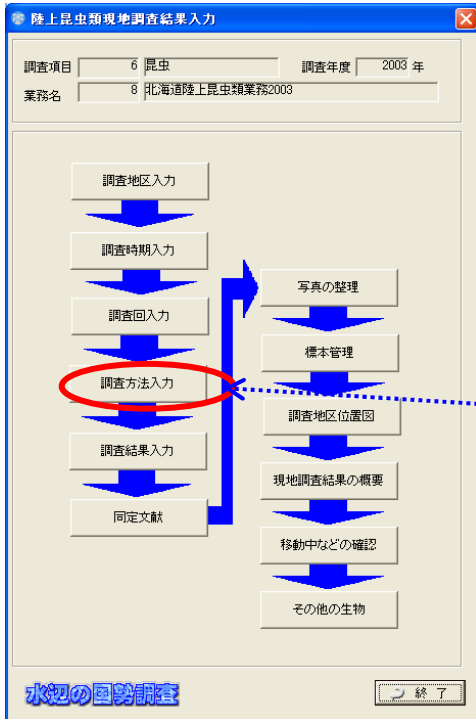 陸上昆虫類現地調査結果入力
調査項目 6 昆虫 調査年度 2003 年
業務名 8 北海道陸上昆虫類業務2003
調査地区入力
調査時期入力
調査回入力
調査方法入力
調査結果入力
同定文献
写真の整理
標本管理
調査地区位置図
現地調査結果の概要
移動中などの確認
その他の生物
水辺の国勢調査
終 了